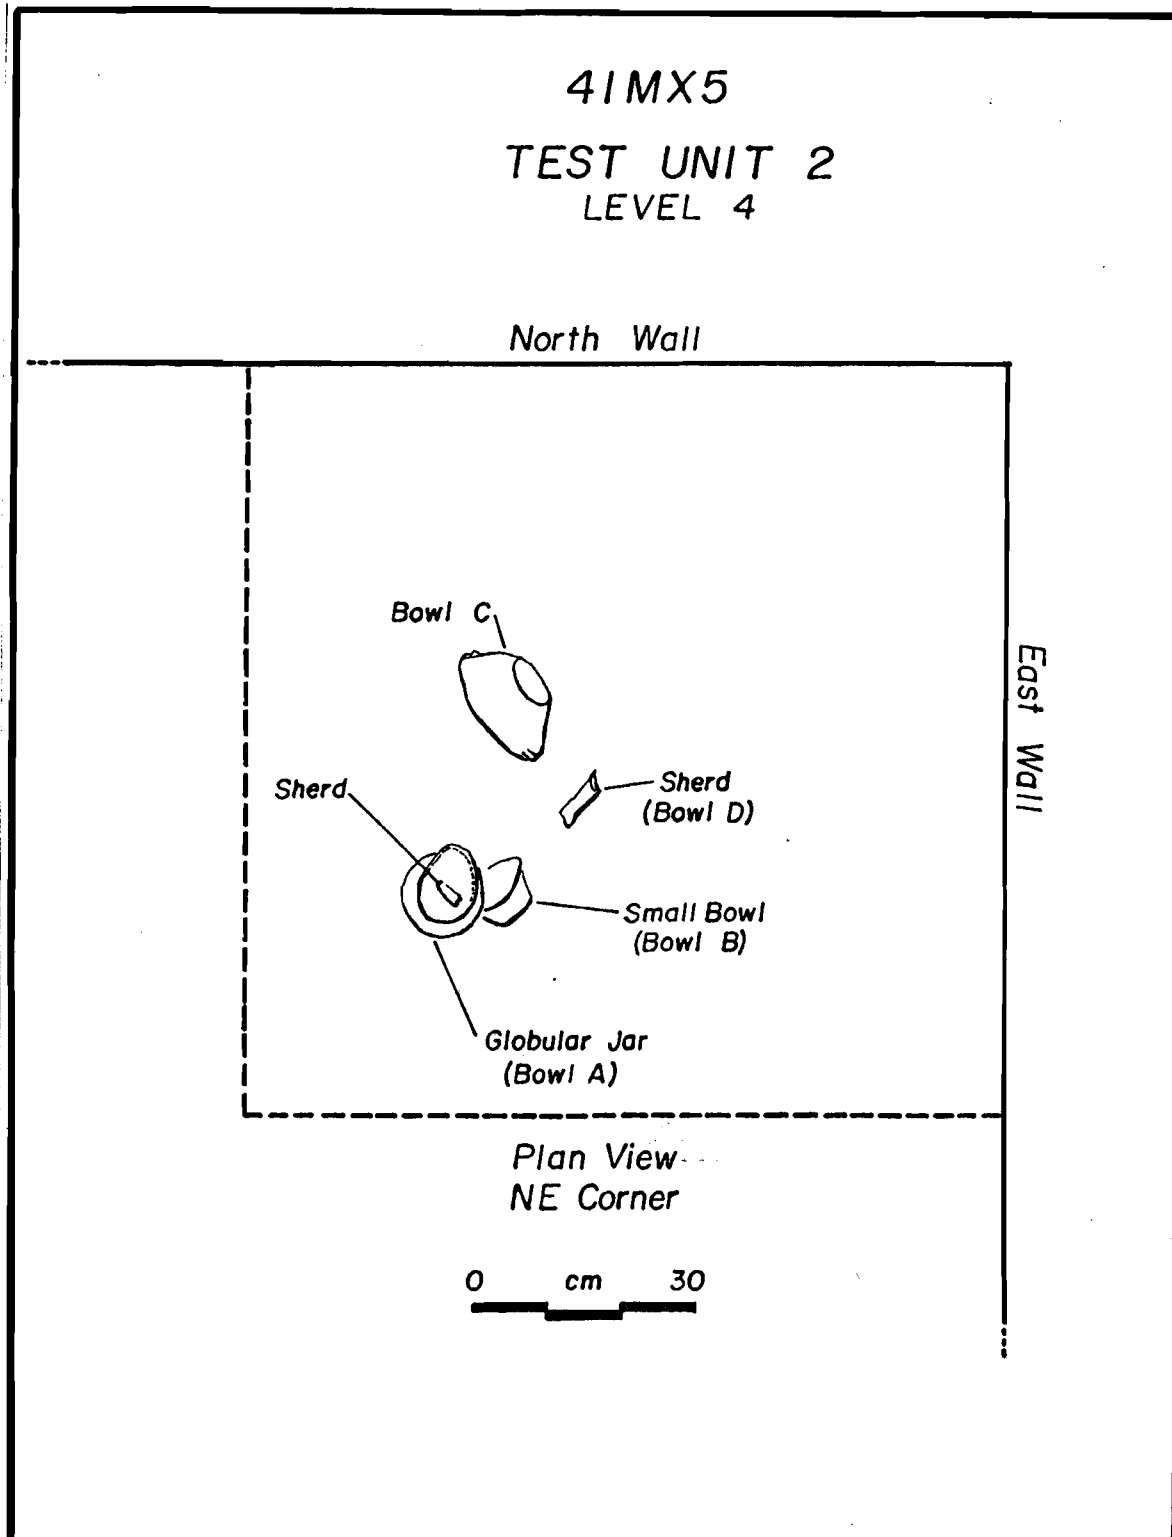 41MX5
TEST UNIT 2
LEVEL 4
North Wall
Bowl C
East Wall
Sherd
Sherd
(Bowl D)
Small Bowl
(Bowl B)
Globular Jar
(Bowl A)
Plan View
NE Corner
0 cm 30